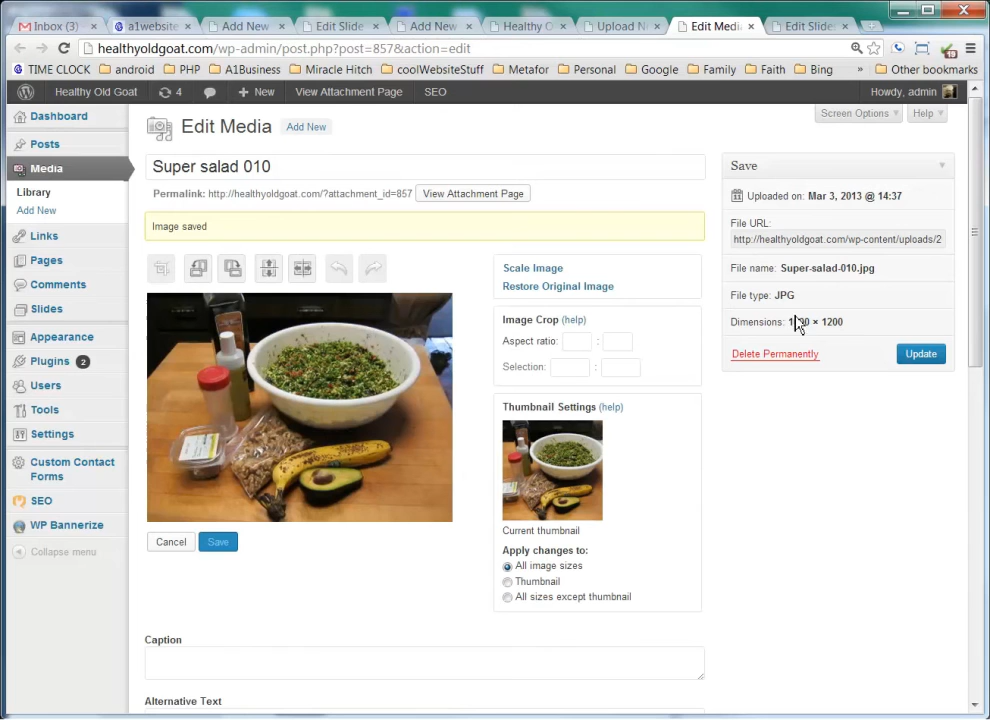 Inbox (3)
a1website
Add New
Edit Slide
Add New
Healthy O
Upload N
Edit Media
Edit Slides
healthyoldgoat.com/wp-admin/post.php?post=857&action=edit
TIME CLOCK android PHP A1Business Miracle Hitch coolWebsiteStuff Metafor Personal Google Family Faith Bing » Other bookmarks
Healthy Old Goat 4 + New View Attachment Page SEO Howdy, admin
Screen Options Help
Dashboard
Posts
Media
Library
Add New
Links
Pages
Comments
Slides
Appearance
Plugins 2
Users
Tools
Settings
Custom Contact
Forms
SEO
WP Bannerize
Collapse menu
Edit Media Add New
Super salad 010
Permalink: http://healthyoldgoat.com/?attachment_id=857 View Attachment Page
Image saved
Cancel Save
Scale Image
Restore Original Image
Image Crop (help)
Aspect ratio: :
Selection: :
Thumbnail Settings (help)
Current thumbnail
Apply changes to:
All image sizes
Thumbnail
All sizes except thumbnail
Caption
Alternative Text
Save
Uploaded on: Mar 3, 2013 @ 14:37
File URL:
http://healthyoldgoat.com/wp-content/uploads/2
File name: Super-salad-010.jpg
File type: JPG
Dimensions: × 1200
Delete Permanently Update